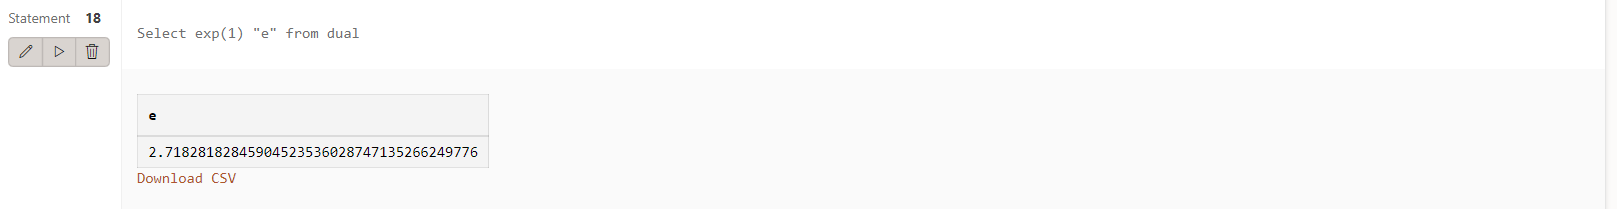 Statement 18
Select exp(1) "e" from dual
e
2.71828182845904523536028747135266249776
Download CSV